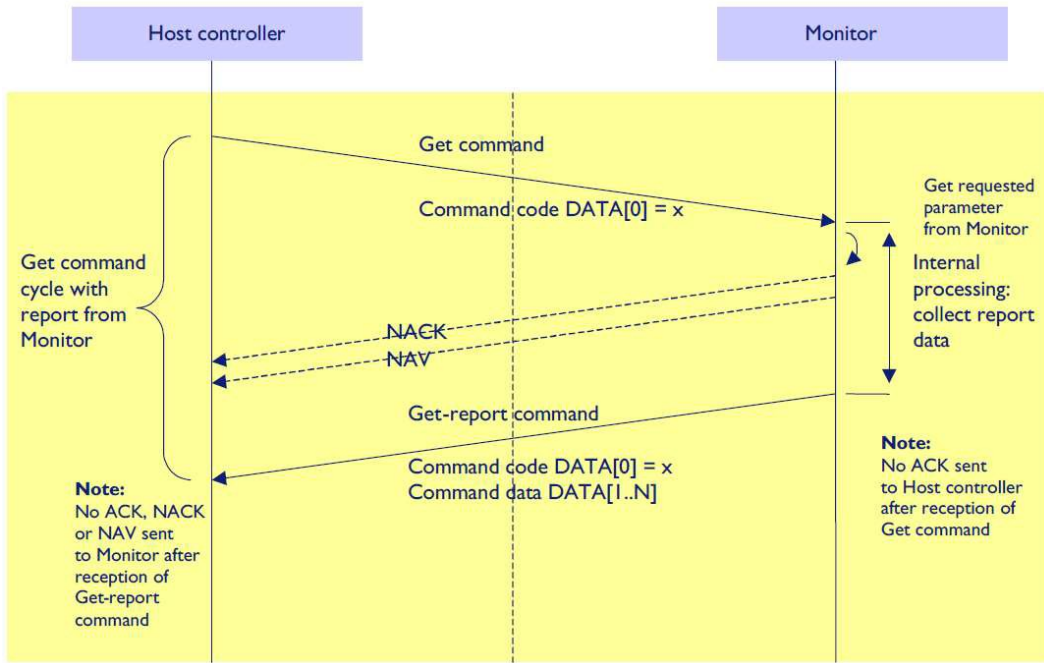 Host controller
Monitor
Get command
Command code DATA[0] = x
Get requested
parameter
from Monitor
Get command
cycle with
report from
Monitor
Internal
processing:
collect report
data
NACK
NAV
Get-report command
Command code DATA[0] = x
Command data DATA[1..N]
Note:
No ACK, NACK
or NAV sent
to Monitor after
reception of
Get-report
command
Note:
No ACK sent
to Host controller
after reception of
Get command